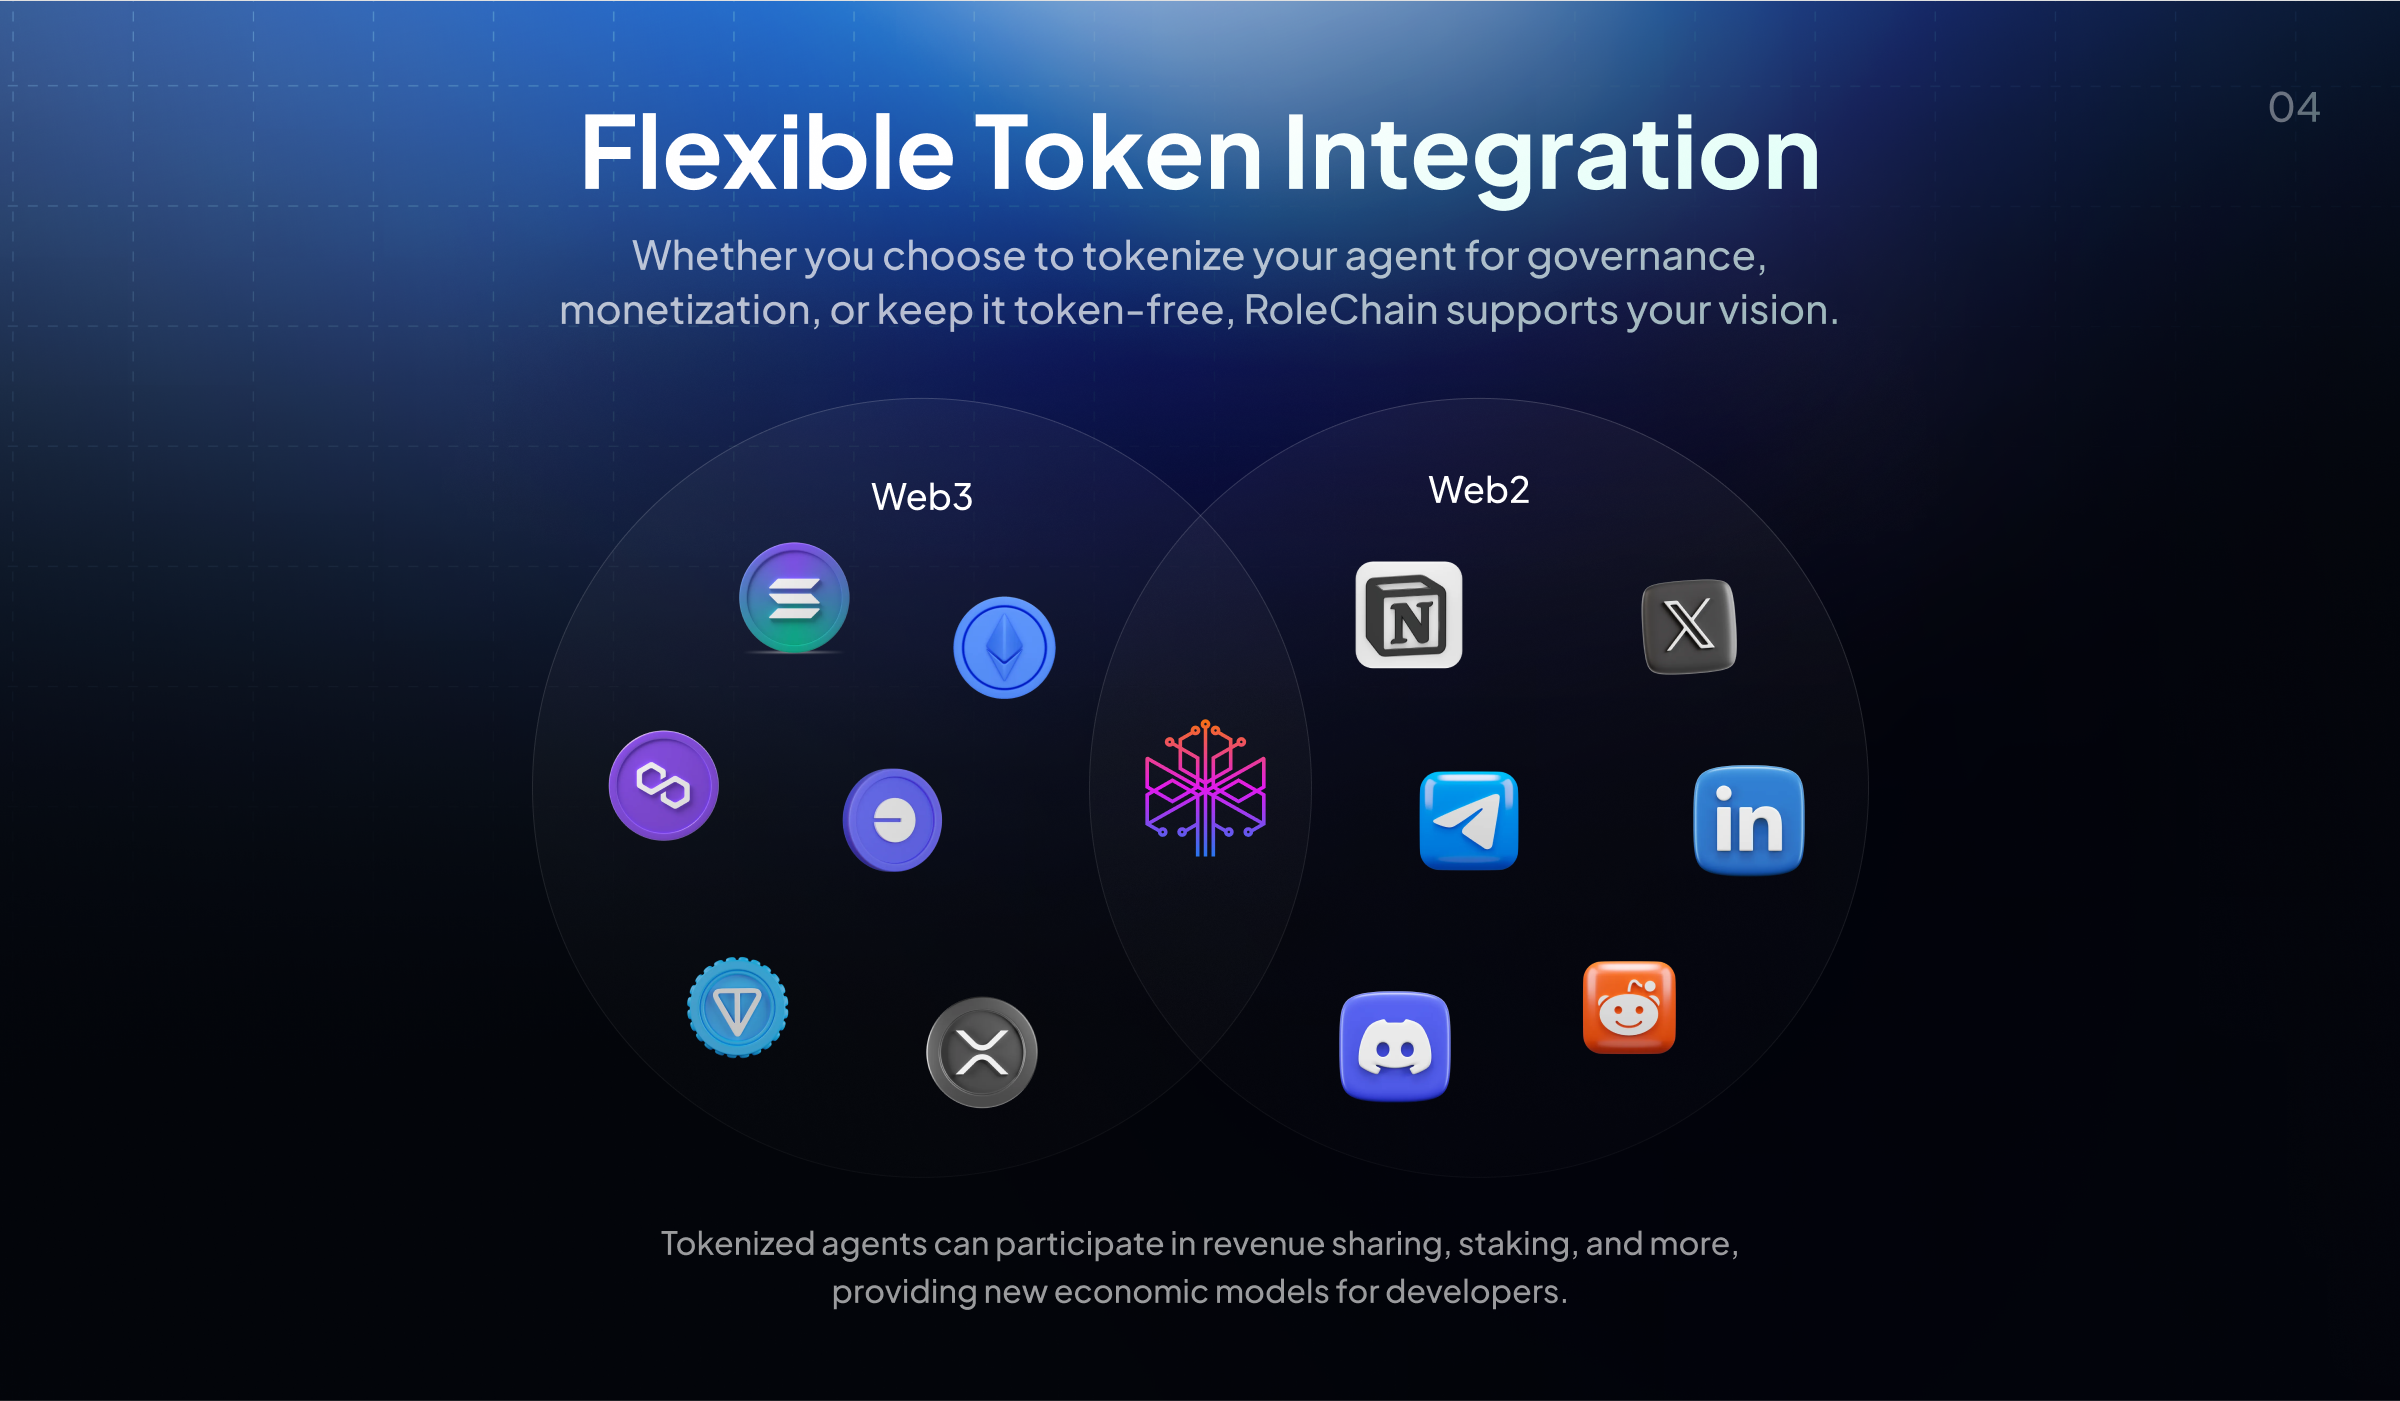 04
Flexible Token Integration
Whether you choose to tokenize your agent for governance,
monetization, or keep it token-free, RoleChain supports your vision.
Web3
Web2
N
X
in
Tokenized agents can participate in revenue sharing, staking, and more,
providing new economic models for developers.